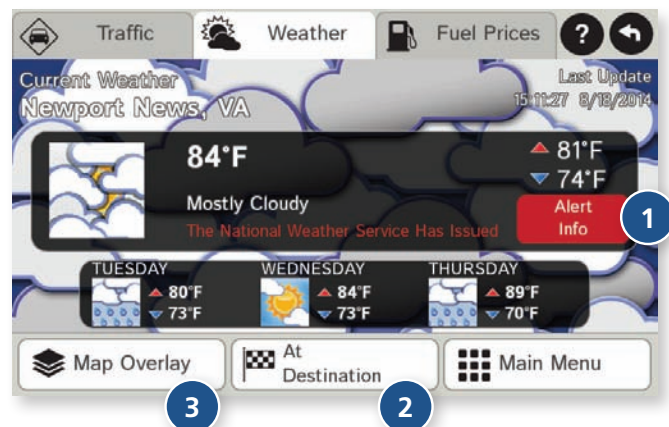 Traffic
Weather
Fuel Prices
?
Current Weather
Last Update
Newport News, VA
15:11:27 8/18/2014
84°F
81°F
74°F
Mostly Cloudy
The National Weather Service Has Issued
Alert
Info
1
TUESDAY
WEDNESDAY
THURSDAY
80°F
84°F
89°F
73°F
73°F
70°F
Map Overlay
At
Destination
Main Menu
3
2